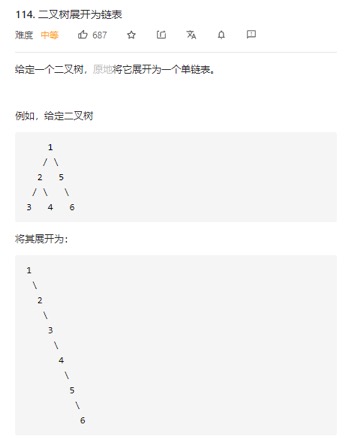 114. 二叉树展开为链表
难度 中等 687
给定一个二叉树，原地将它展开为一个单链表。
例如，给定二叉树
1
/ \
2 5
/ \ \
3 4 6
将其展开为：
1
\
2
\
3
\
4
\
5
\
6